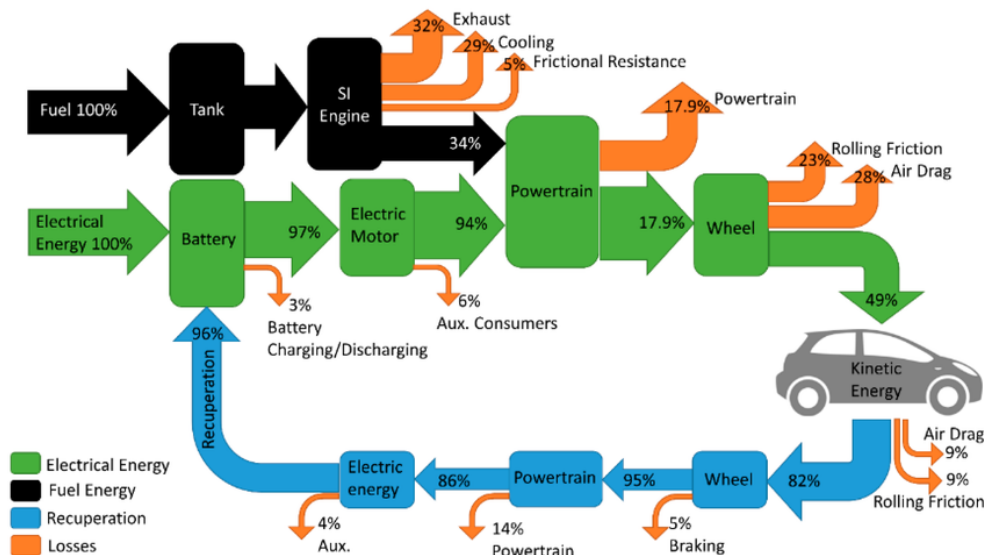 32%
Exhaust
29%
Cooling
5%
Frictional Resistance
Fuel 100%
Tank
SI
Engine
34%
17.9%
Powertrain
Rolling Friction
23%
Air Drag
28%
Electrical
Energy 100%
Battery
97%
Electric
Motor
94%
Powertrain
17.9%
Wheel
49%
3%
Battery
Charging/Discharging
6%
Aux. Consumers
96%
Recuperation
Kinetic
Energy
Air Drag
9%
9%
Rolling Friction
82%
Wheel
95%
Powertrain
86%
Electric
energy
5%
Braking
14%
Powertrain
4%
Aux.
Electrical Energy
Fuel Energy
Recuperation
Losses